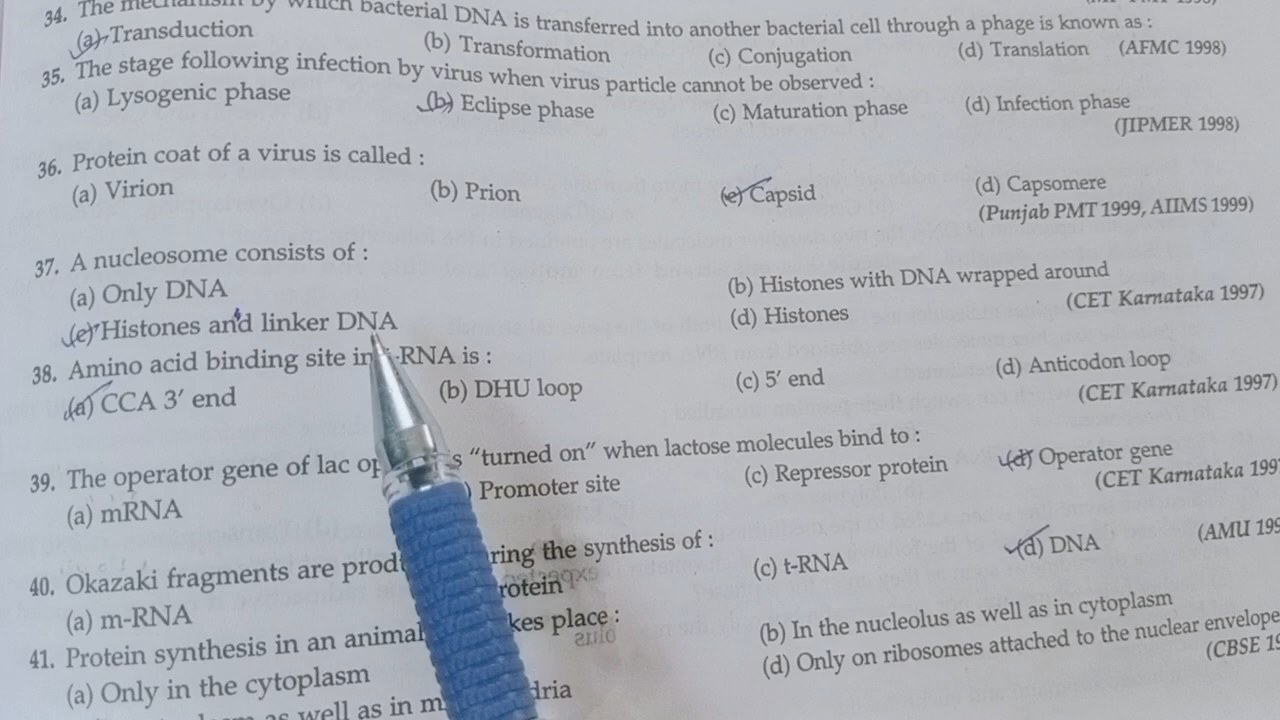 34. The mechanism by which bacterial DNA is transferred into another bacterial cell through a phage is known as :
(a) Transduction (b) Transformation (c) Conjugation (d) Translation (AFMC 1998)
35. The stage following infection by virus when virus particle cannot be observed :
(a) Lysogenic phase (b) Eclipse phase (c) Maturation phase (d) Infection phase
(JIPMER 1998)
36. Protein coat of a virus is called :
(a) Virion (b) Prion (c) Capsid (d) Capsomere
(Punjab PMT 1999, AIIMS 1999)
37. A nucleosome consists of :
(a) Only DNA (b) Histones with DNA wrapped around
(c) Histones and linker DNA (d) Histones (CET Karnataka 1997)
38. Amino acid binding site in -RNA is :
(a) CCA 3′ end (b) DHU loop (c) 5′ end (d) Anticodon loop
(CET Karnataka 1997)
39. The operator gene of lac op s "turned on" when lactose molecules bind to :
(a) mRNA ) Promoter site (c) Repressor protein (d) Operator gene
(CET Karnataka 199
40. Okazaki fragments are prod ring the synthesis of :
(a) m-RNA rotein (c) t-RNA (d) DNA (AMU 19
41. Protein synthesis in an animal kes place :
(a) Only in the cytoplasm (b) In the nucleolus as well as in cytoplasm
as well as in m dria (d) Only on ribosomes attached to the nuclear envelope
(CBSE 1